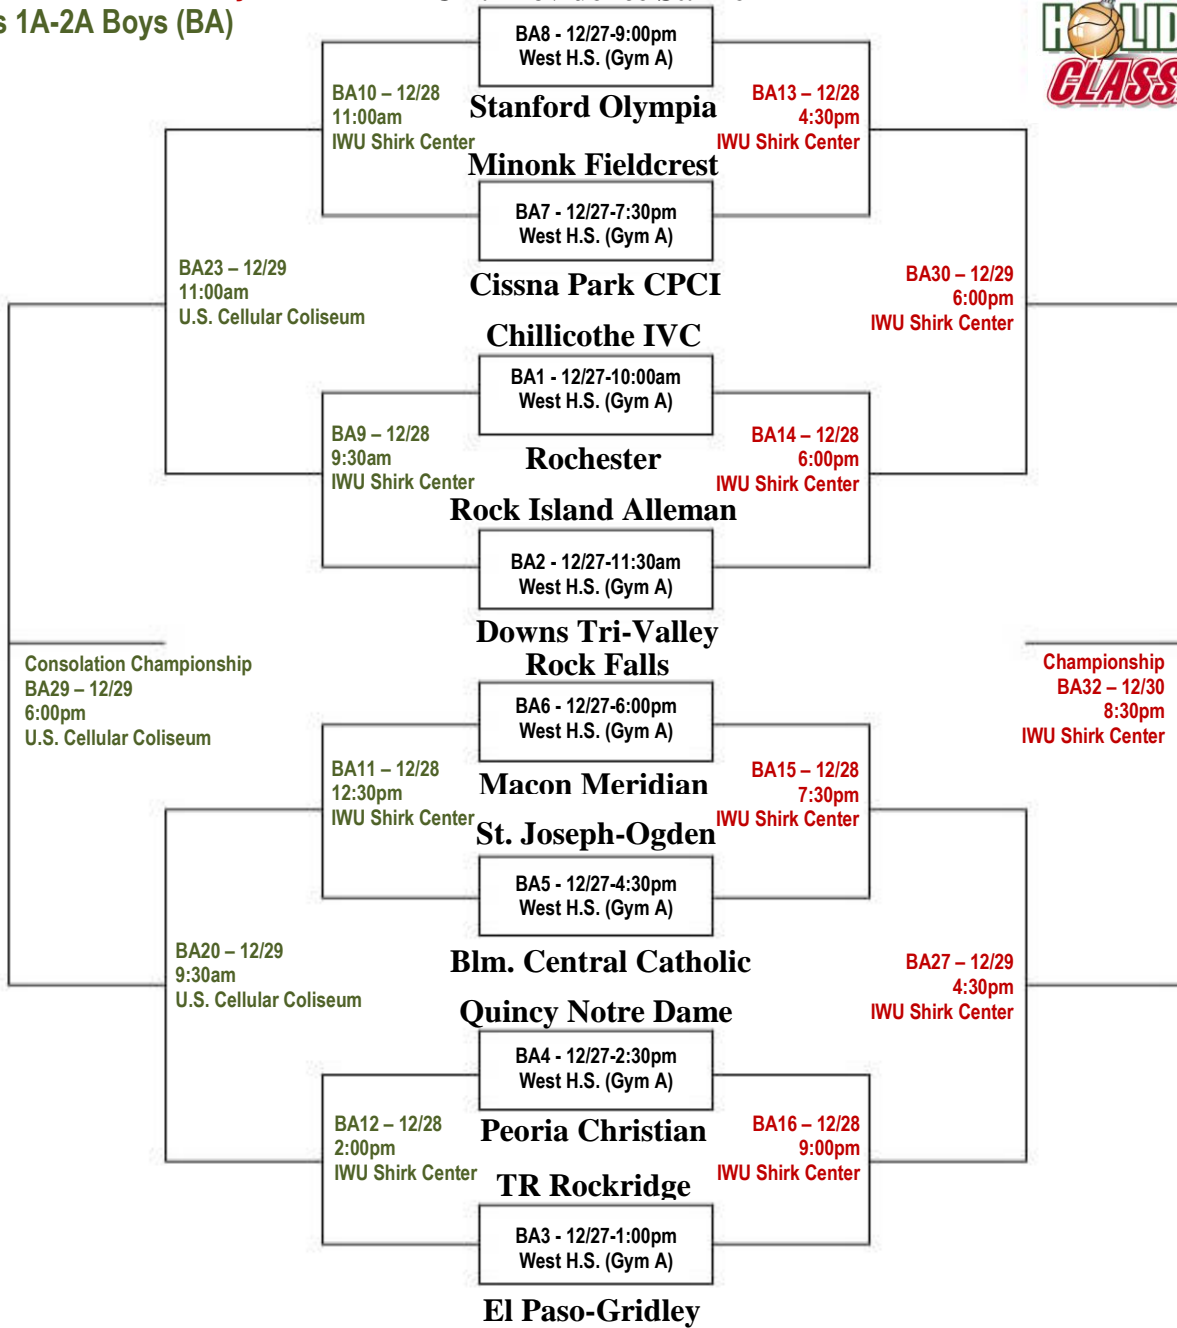 s 1A-2A Boys (BA)
HOLID
CLASS
BA8 - 12/27-9:00pm
West H.S. (Gym A)
BA10 – 12/28
11:00am
IWU Shirk Center
Stanford Olympia
BA13 – 12/28
4:30pm
IWU Shirk Center
Minonk Fieldcrest
BA7 - 12/27-7:30pm
West H.S. (Gym A)
Cissna Park CPCI
BA23 – 12/29
11:00am
U.S. Cellular Coliseum
BA30 – 12/29
6:00pm
IWU Shirk Center
Chillicothe IVC
BA1 - 12/27-10:00am
West H.S. (Gym A)
BA9 – 12/28
9:30am
IWU Shirk Center
Rochester
BA14 – 12/28
6:00pm
IWU Shirk Center
Rock Island Alleman
BA2 - 12/27-11:30am
West H.S. (Gym A)
Downs Tri-Valley
Consolation Championship
BA29 – 12/29
6:00pm
U.S. Cellular Coliseum
Rock Falls
Championship
BA32 – 12/30
8:30pm
IWU Shirk Center
BA6 - 12/27-6:00pm
West H.S. (Gym A)
BA11 – 12/28
12:30pm
IWU Shirk Center
Macon Meridian
BA15 – 12/28
7:30pm
IWU Shirk Center
St. Joseph-Ogden
BA5 - 12/27-4:30pm
West H.S. (Gym A)
Blm. Central Catholic
BA20 – 12/29
9:30am
U.S. Cellular Coliseum
BA27 – 12/29
4:30pm
IWU Shirk Center
Quincy Notre Dame
BA4 - 12/27-2:30pm
West H.S. (Gym A)
BA12 – 12/28
2:00pm
IWU Shirk Center
Peoria Christian
BA16 – 12/28
9:00pm
IWU Shirk Center
TR Rockridge
BA3 - 12/27-1:00pm
West H.S. (Gym A)
El Paso-Gridley